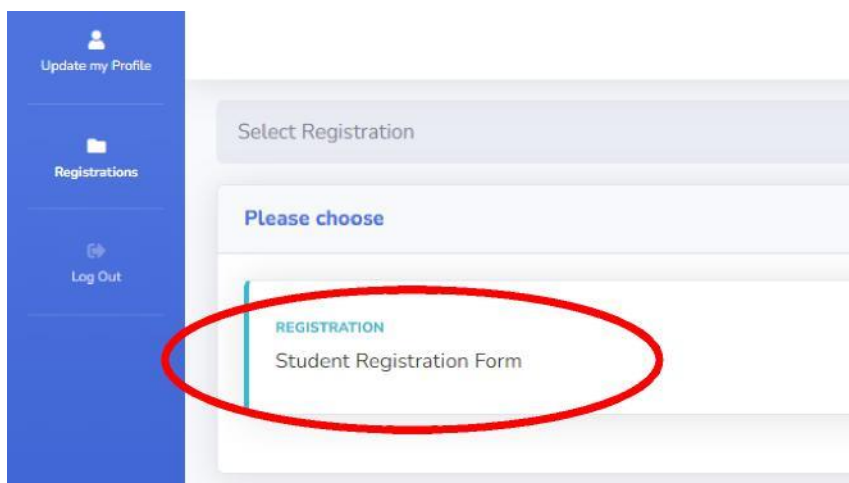 Update my Profile
Registrations
Log Out
Select Registration
Please choose
REGISTRATION
Student Registration Form